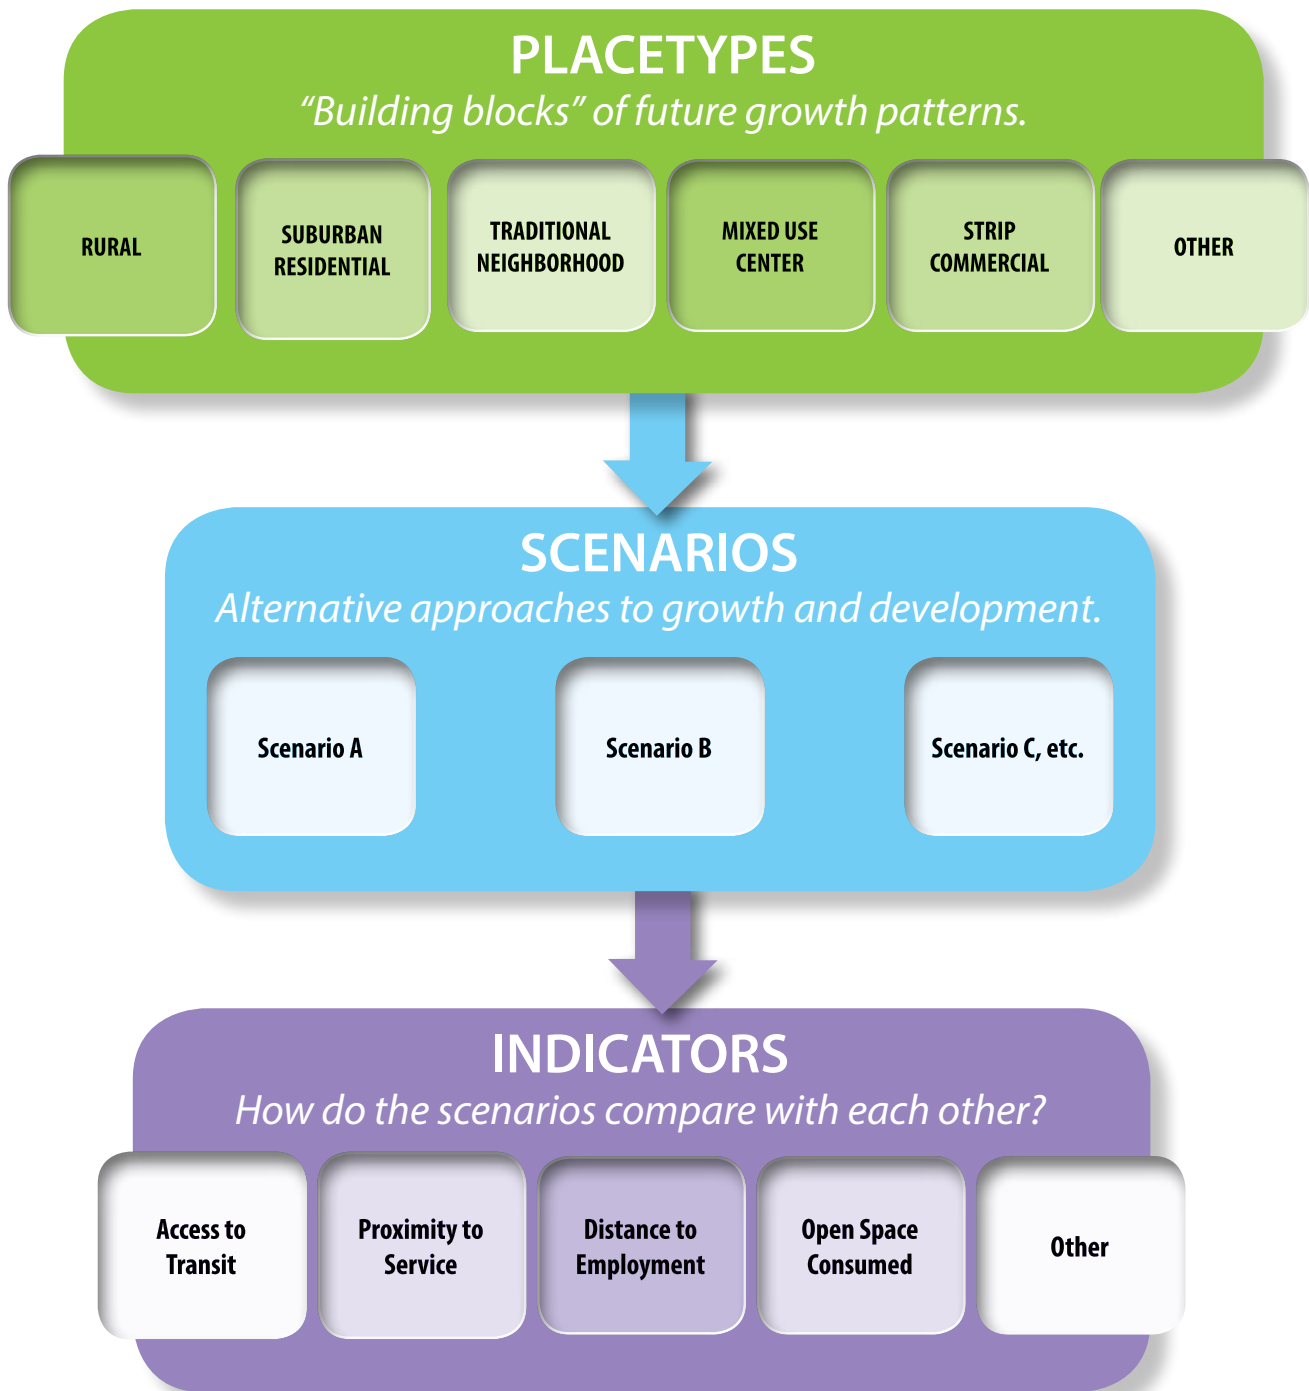 PLACETYPES
“Building blocks” of future growth patterns.
RURAL
SUBURBAN
RESIDENTIAL
TRADITIONAL
NEIGHBORHOOD
MIXED USE
CENTER
STRIP
COMMERCIAL
OTHER
SCENARIOS
Alternative approaches to growth and development.
Scenario A
Scenario B
Scenario C, etc.
INDICATORS
How do the scenarios compare with each other?
Access to
Transit
Proximity to
Service
Distance to
Employment
Open Space
Consumed
Other